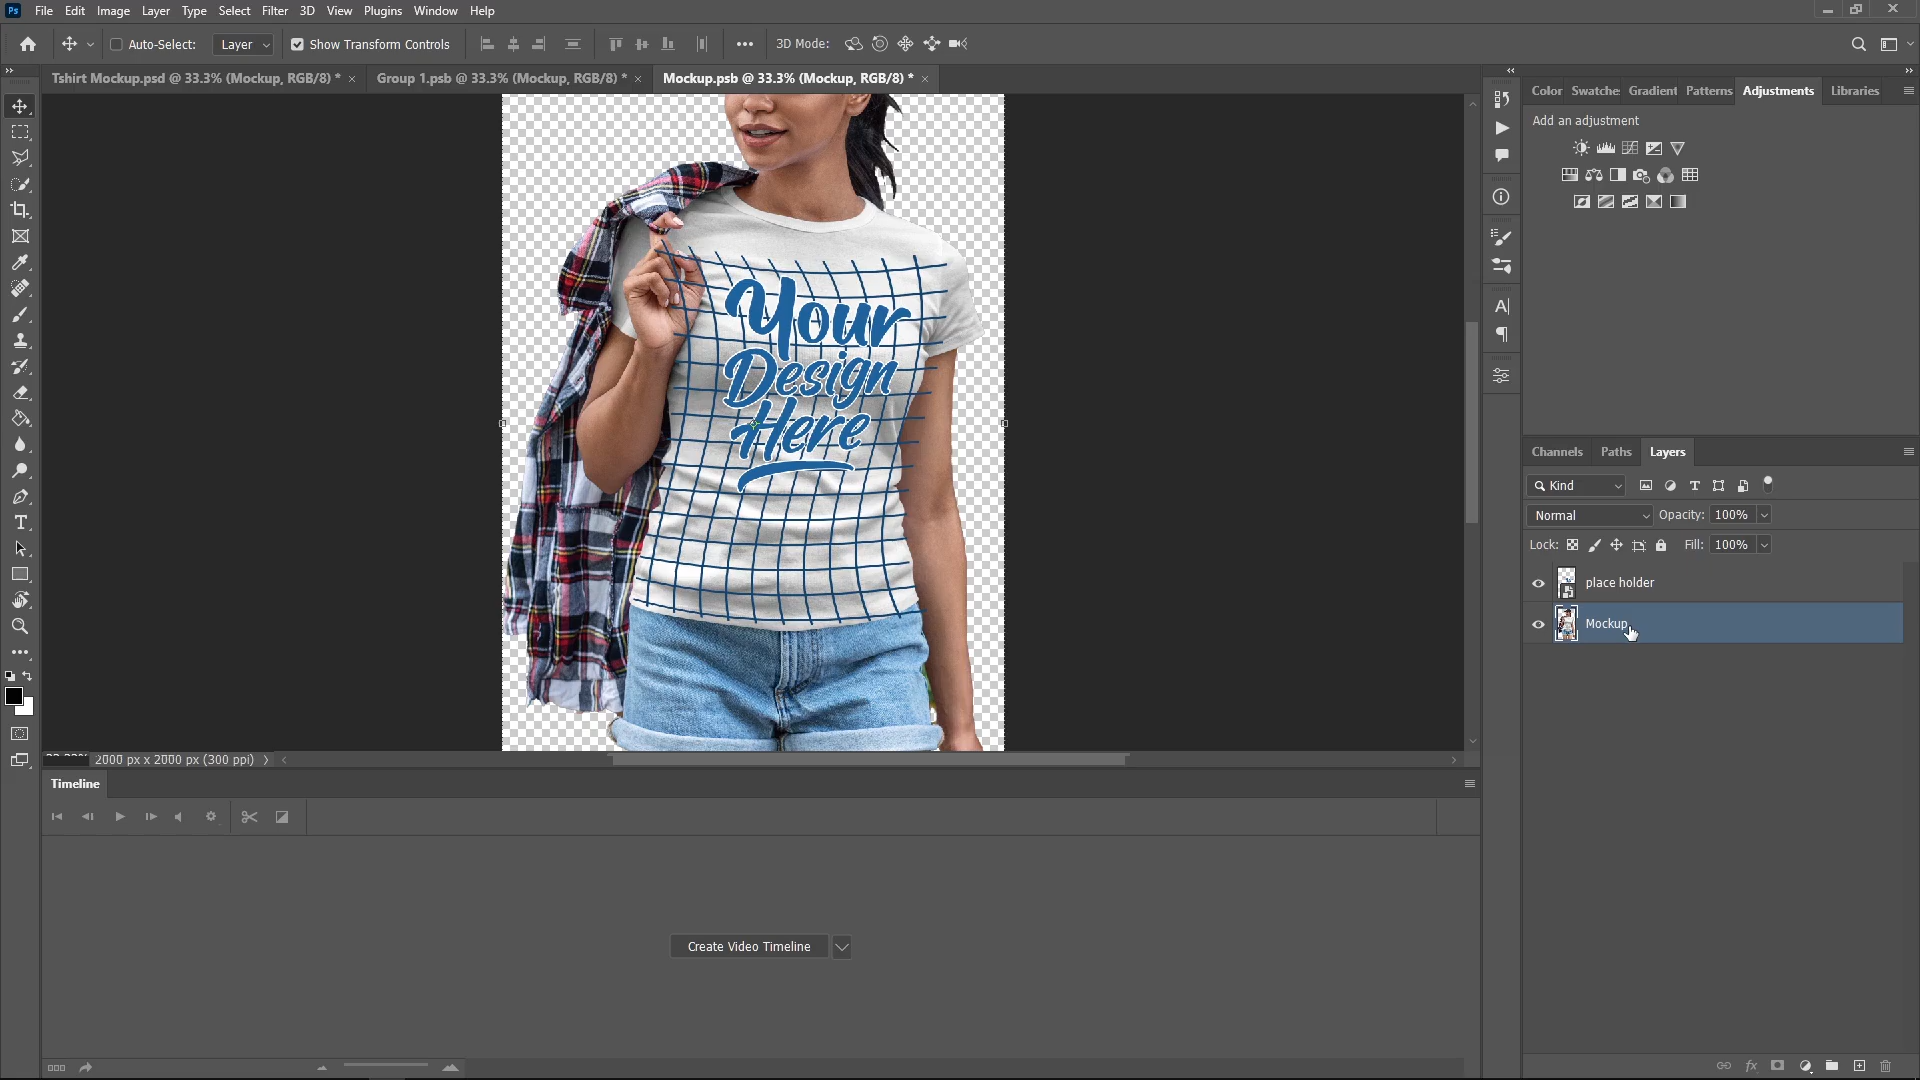 Ps File Edit Image Layer Type Select Filter 3D View Plugins Window Help
Auto-Select: Layer Show Transform Controls 3D Mode:
Tshirt Mockup.psd @ 33.3% (Mockup, RGB/8) * × Group 1.psb @ 33.3% (Mockup, RGB/8) * × Mockup.psb @ 33.3% (Mockup, RGB/8) * ×
Color Swatche Gradient Patterns Adjustments Libraries
Add an adjustment
Your
Design
Here
Channels Paths Layers
Kind
Normal Opacity: 100%
Lock: Fill: 100%
place holder
Mockup
2000 px x 2000 px (300 ppi)
Timeline
Create Video Timeline